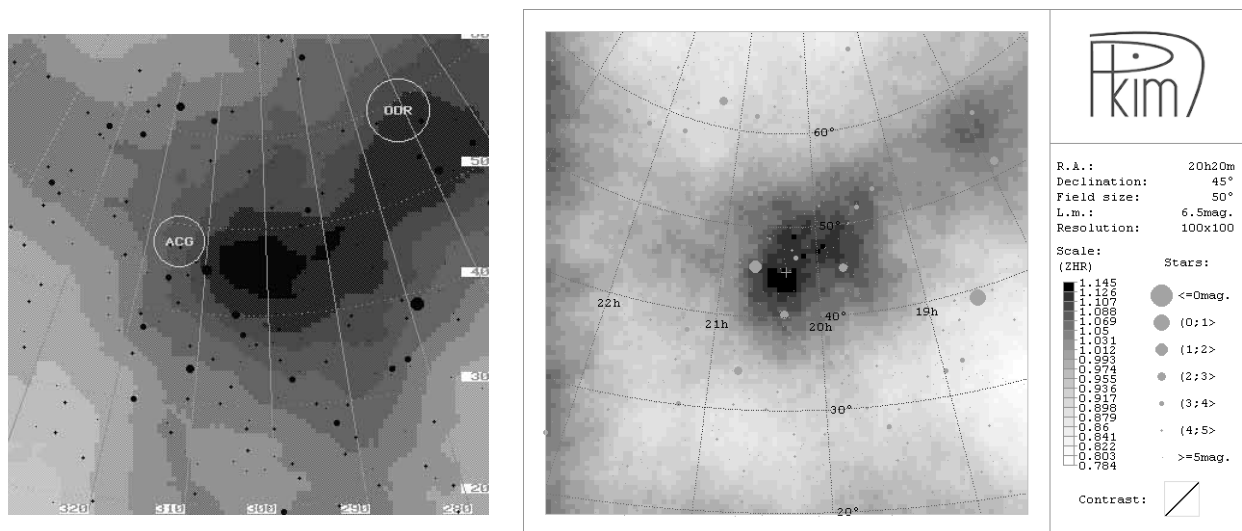 60
ODR
50
ACG
40
30
20
320
310
300
290
280
60°
50°
40°
30°
20°
22h
21h
20h
19h
PKIM
R.A.: 20h20m
Declination: 45°
Field size: 50°
L.m.: 6.5mag.
Resolution: 100x100
Scale:
(ZHR)
1.145
1.126
1.107
1.088
1.069
1.05
1.031
1.012
0.993
0.974
0.955
0.936
0.917
0.898
0.879
0.86
0.841
0.822
0.803
0.784
Stars:
<=0mag.
(0;1>
(1;2>
(2;3>
(3;4>
(4;5>
>=5mag.
Contrast: